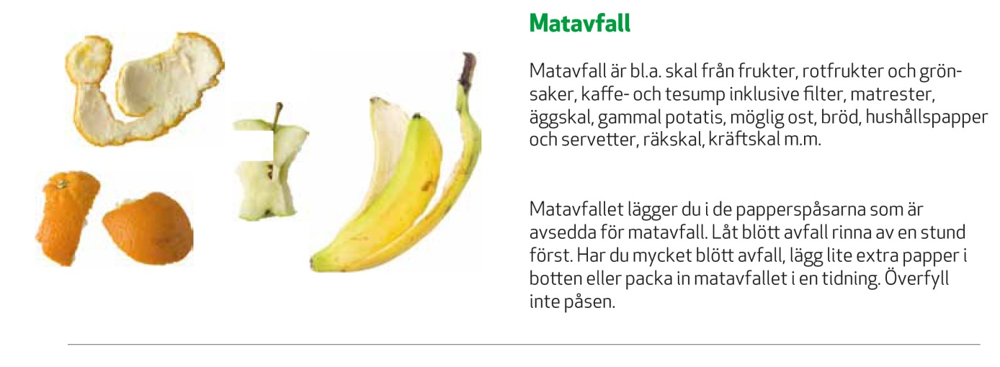 Matavfall
Matavfall är bl.a. skal från frukter, rotfrukter och grön-
saker, kaffe- och tesump inklusive filter, matrester,
äggskal, gammal potatis, möglig ost, bröd, hushållspapper
och servetter, räkskal, kräftskal m.m.
Matavfallet lägger du i de papperspåsarna som är
avsedda för matavfall. Låt blött avfall rinna av en stund
först. Har du mycket blött avfall, lägg lite extra papper i
botten eller packa in matavfallet i en tidning. Överfyll
inte påsen.